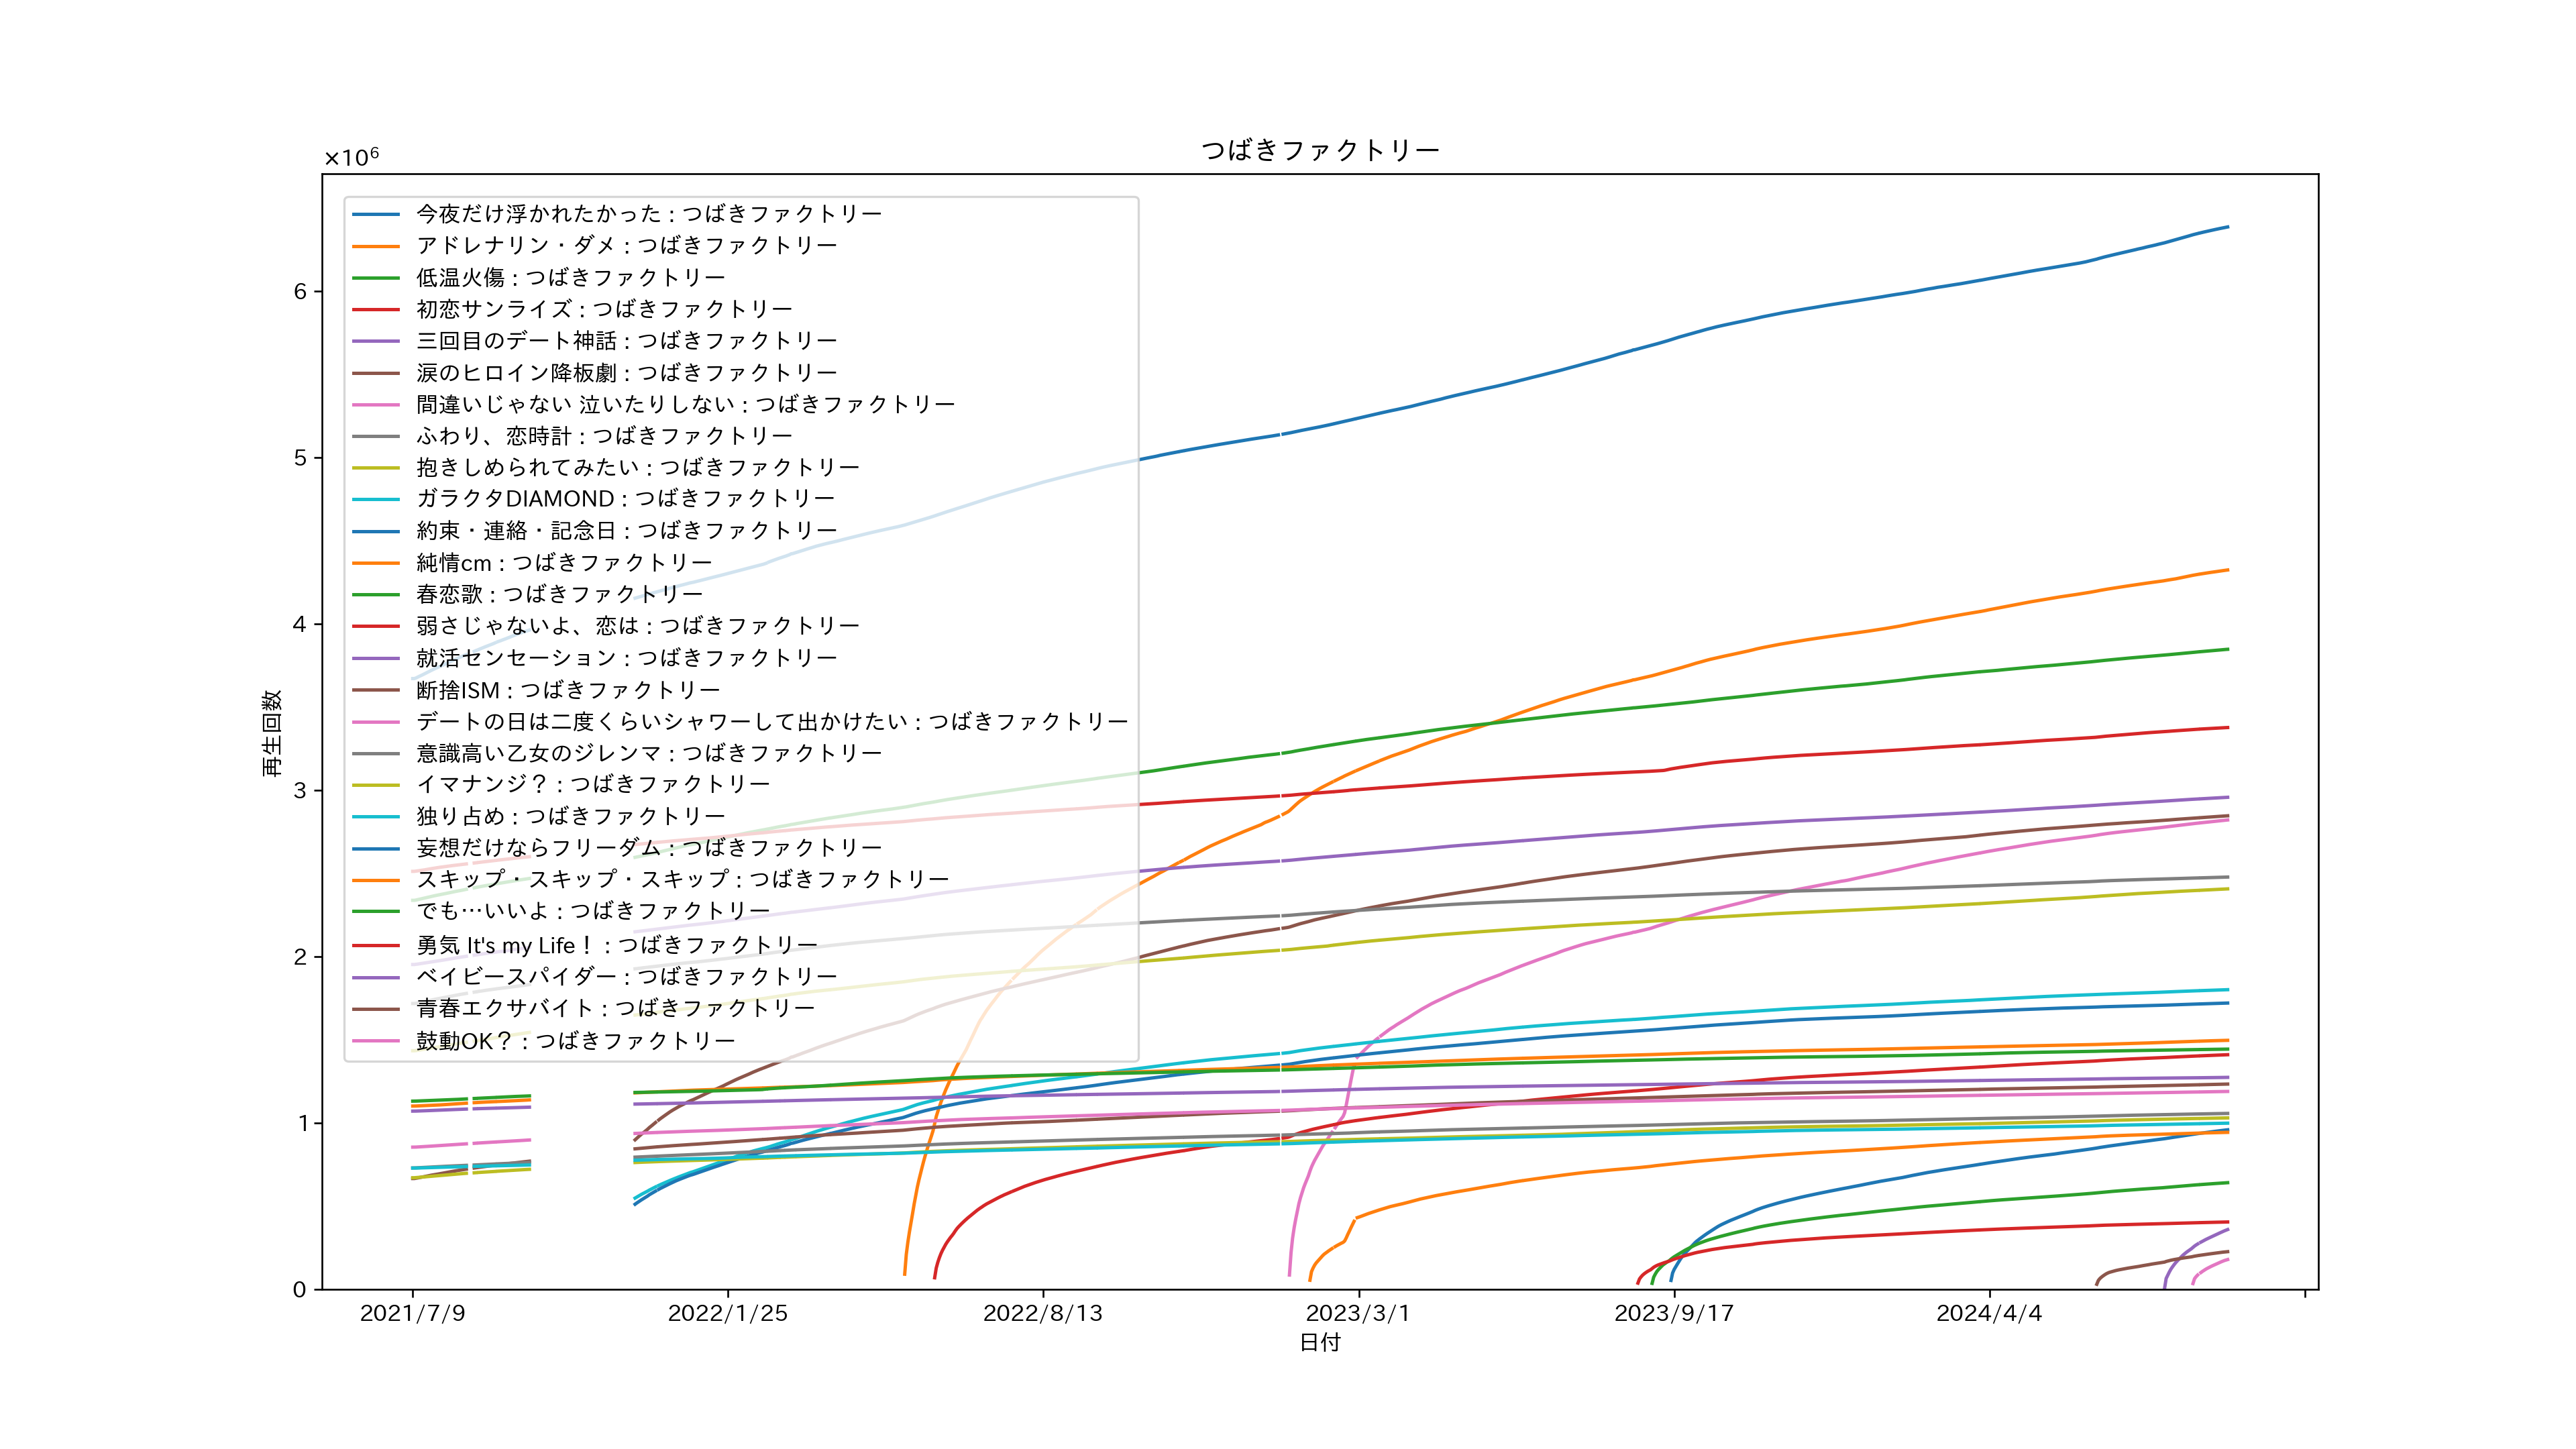 つばきファクトリー
×10⁶
今夜だけ浮かれたかった : つばきファクトリー
アドレナリン・ダメ : つばきファクトリー
低温火傷 : つばきファクトリー
初恋サンライズ : つばきファクトリー
三回目のデート神話 : つばきファクトリー
涙のヒロイン降板劇 : つばきファクトリー
間違いじゃない 泣いたりしない : つばきファクトリー
ふわり、恋時計 : つばきファクトリー
抱きしめられてみたい : つばきファクトリー
ガラクタDIAMOND : つばきファクトリー
約束・連絡・記念日 : つばきファクトリー
純情cm : つばきファクトリー
春恋歌 : つばきファクトリー
弱さじゃないよ、恋は : つばきファクトリー
就活センセーション : つばきファクトリー
断捨ISM : つばきファクトリー
デートの日は二度くらいシャワーして出かけたい : つばきファクトリー
意識高い乙女のジレンマ : つばきファクトリー
イマナンジ？ : つばきファクトリー
独り占め : つばきファクトリー
妄想だけならフリーダム : つばきファクトリー
スキップ・スキップ・スキップ : つばきファクトリー
でも…いいよ : つばきファクトリー
勇気 It's my Life！ : つばきファクトリー
ベイビースパイダー : つばきファクトリー
青春エクサバイト : つばきファクトリー
鼓動OK？ : つばきファクトリー
6
5
4
3
2
1
0
再生回数
2021/7/9 2022/1/25 2022/8/13 2023/3/1 2023/9/17 2024/4/4
日付